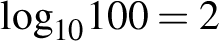 log₁₀100 = 2